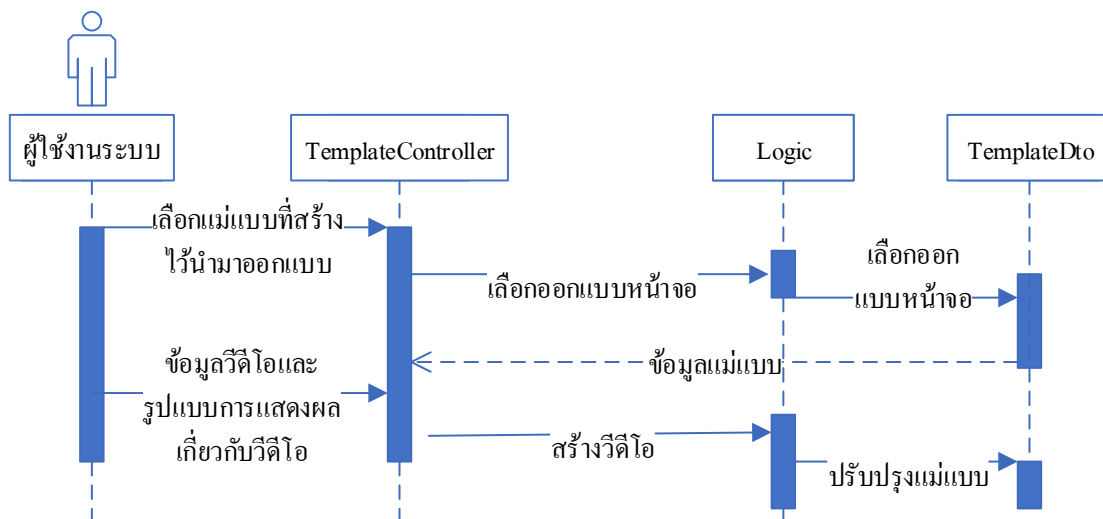 ผู้ใช้งานระบบ
TemplateController
Logic
TemplateDto
เลือกแม่แบบที่สร้าง
ไว้นำมาออกแบบ
เลือกออกแบบหน้าจอ
เลือกออก
แบบหน้าจอ
ข้อมูลแม่แบบ
ข้อมูลวีดีโอและ
รูปแบบการแสดงผล
เกี่ยวกับวีดีโอ
สร้างวีดีโอ
ปรับปรุงแม่แบบ